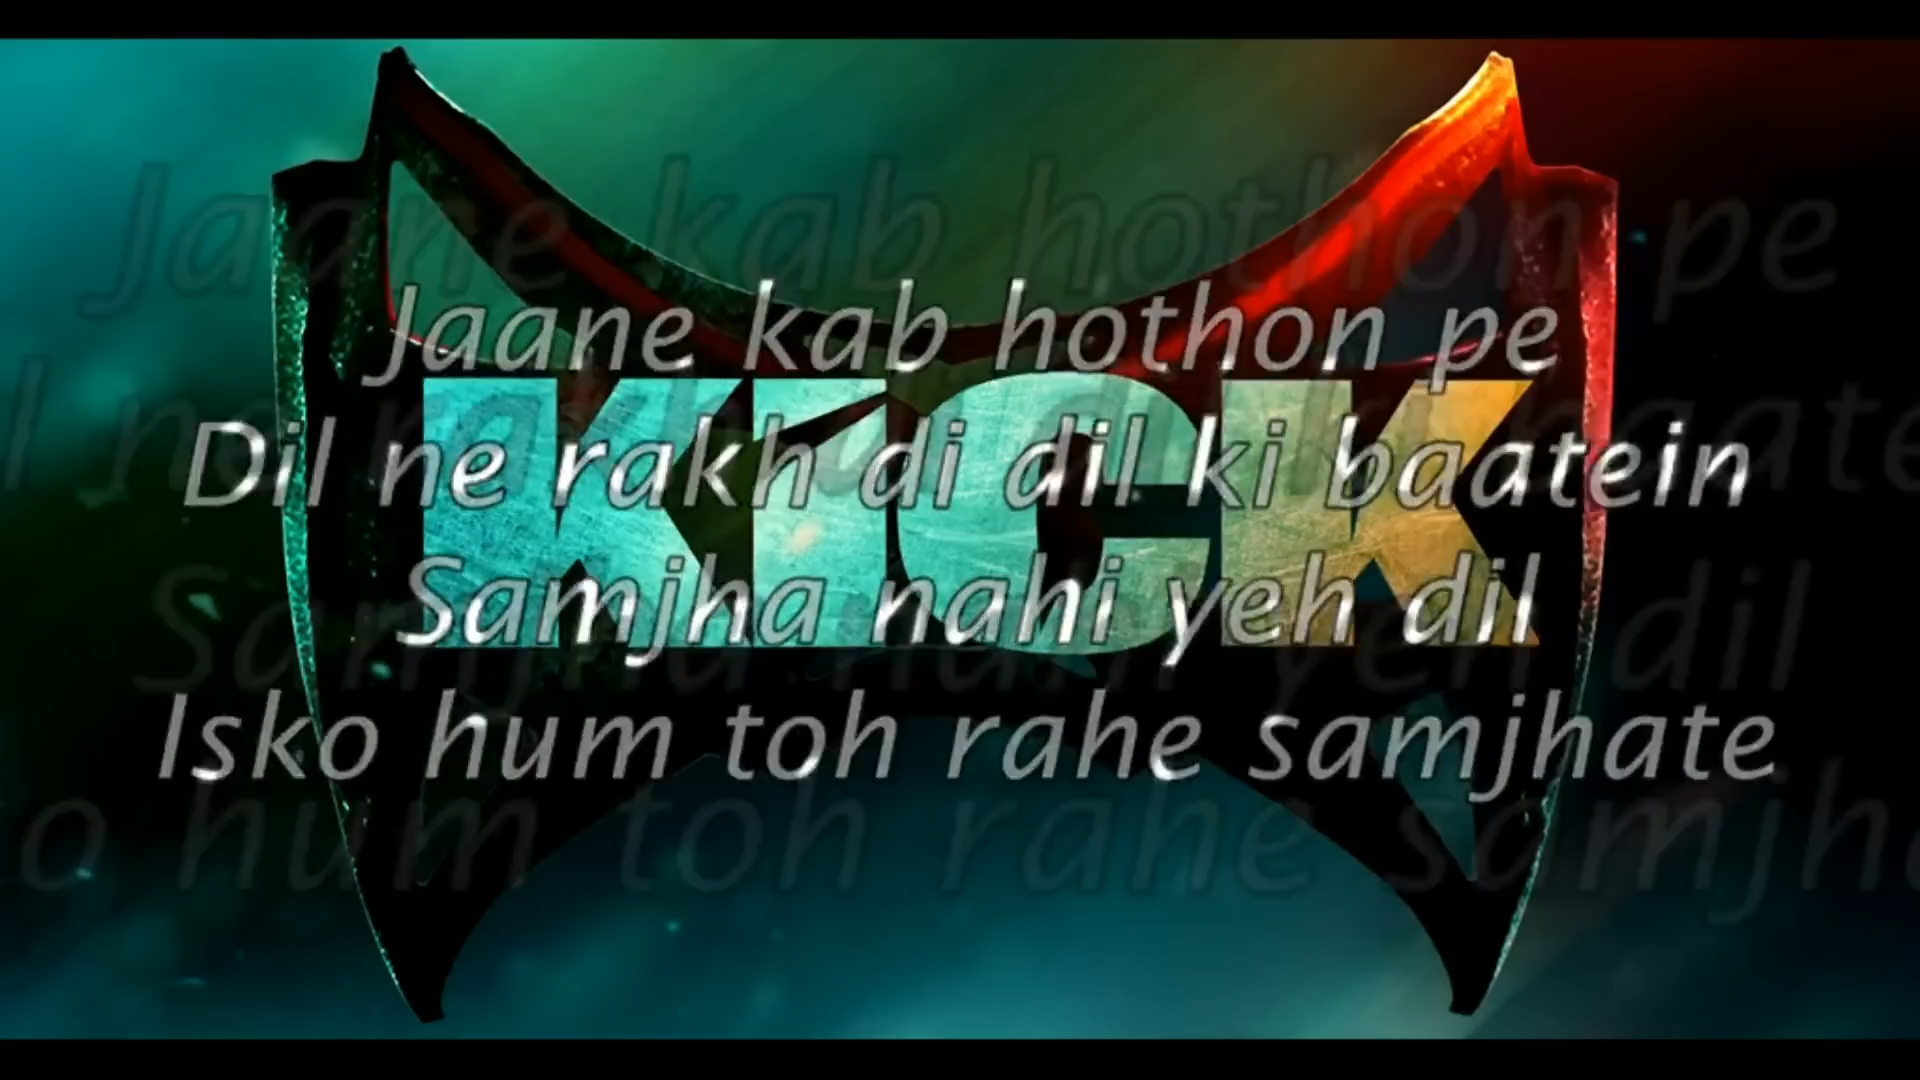 Jaane kab hothon pe
KICK
Dil ne rakh di dil ki baatein
Samjha nahi yeh dil
Isko hum toh rahe samjhate